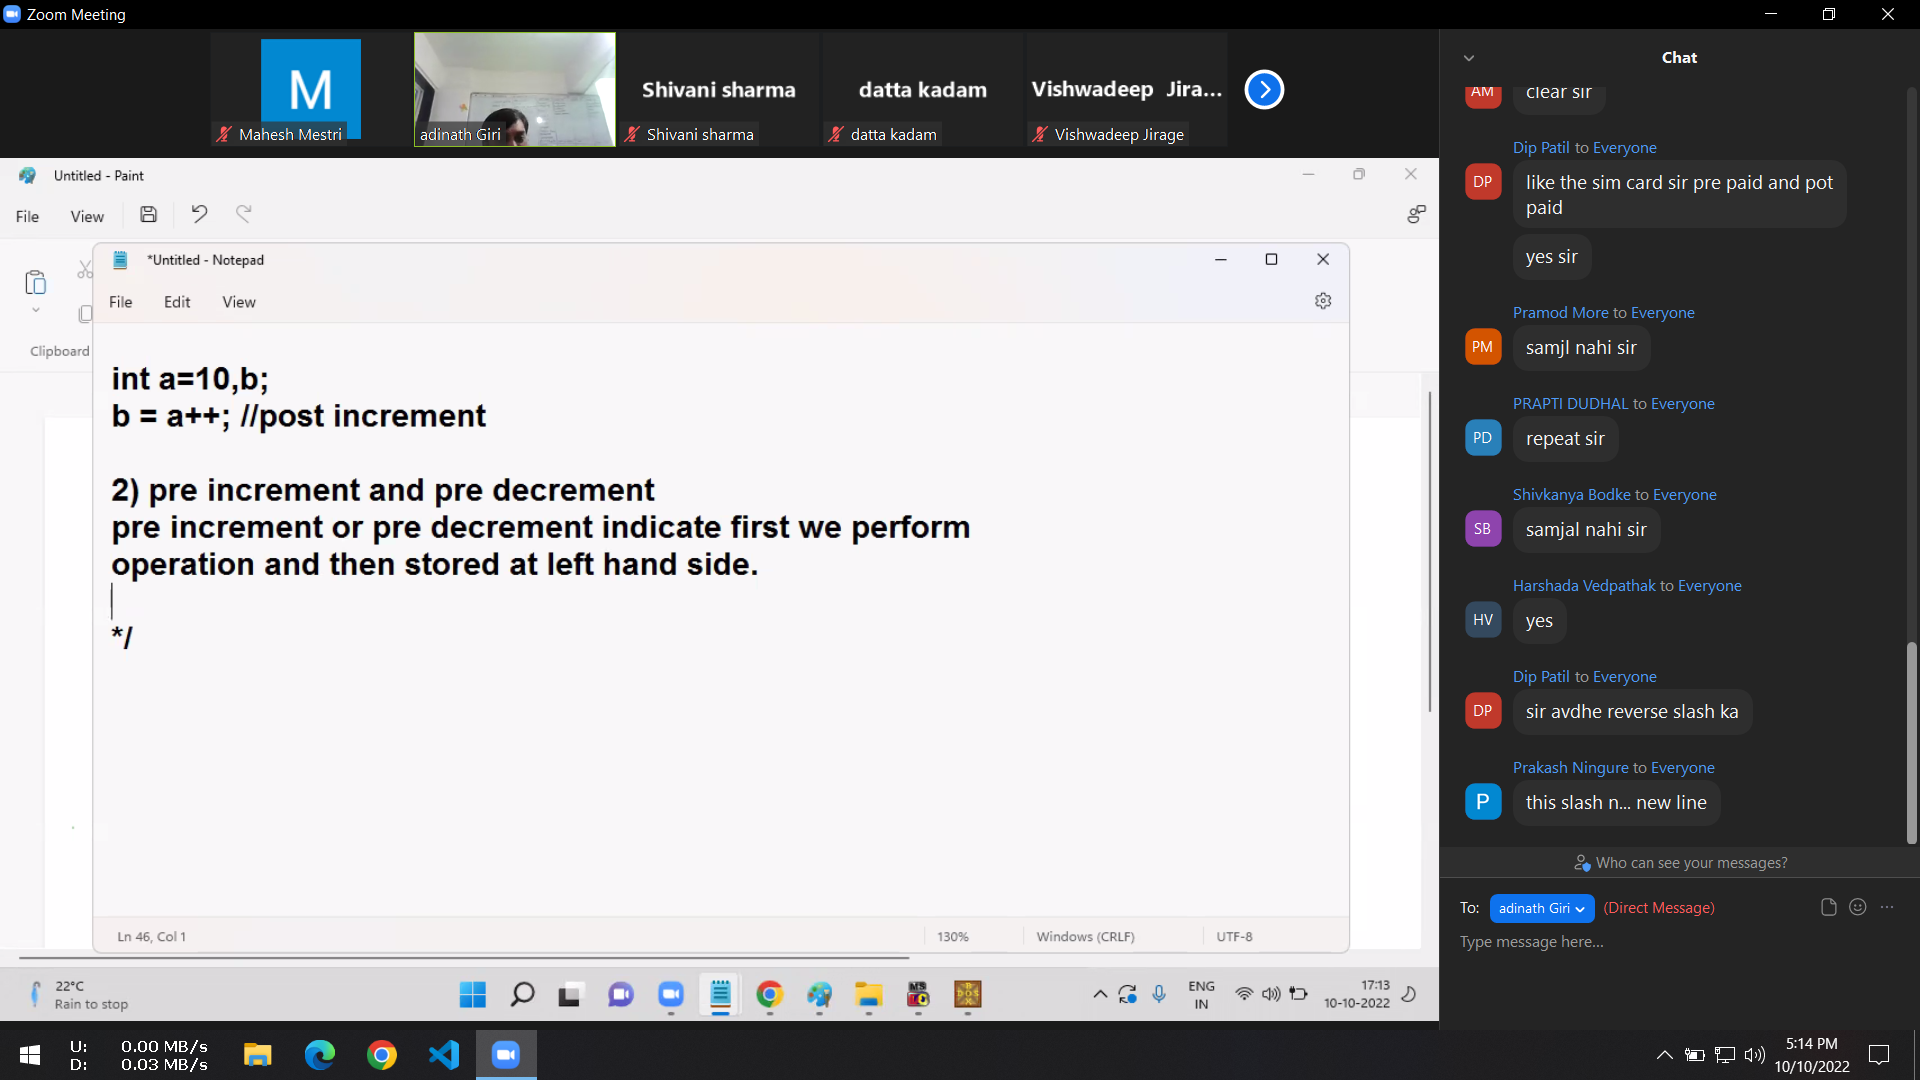 Zoom Meeting
M
Mahesh Mestri
adinath Giri
Shivani sharma
Shivani sharma
datta kadam
datta kadam
Vishwadeep Jira...
Vishwadeep Jirage
Untitled - Paint
File View
Clipboard
*Untitled - Notepad
File Edit View
int a=10,b;
b = a++; //post increment
2) pre increment and pre decrement
pre increment or pre decrement indicate first we perform
operation and then stored at left hand side.
*/
Ln 46, Col 1 130% Windows (CRLF) UTF-8
22°C
Rain to stop
ENG
IN
17:13
10-10-2022
Chat
AM
clear sir
Dip Patil to Everyone
DP
like the sim card sir pre paid and pot
paid
yes sir
Pramod More to Everyone
PM
samjl nahi sir
PRAPTI DUDHAL to Everyone
PD
repeat sir
Shivkanya Bodke to Everyone
SB
samjal nahi sir
Harshada Vedpathak to Everyone
HV
yes
Dip Patil to Everyone
DP
sir avdhe reverse slash ka
Prakash Ningure to Everyone
P
this slash n... new line
Who can see your messages?
To: adinath Giri (Direct Message)
Type message here...
U: 0.00 MB/s
D: 0.03 MB/s
5:14 PM
10/10/2022